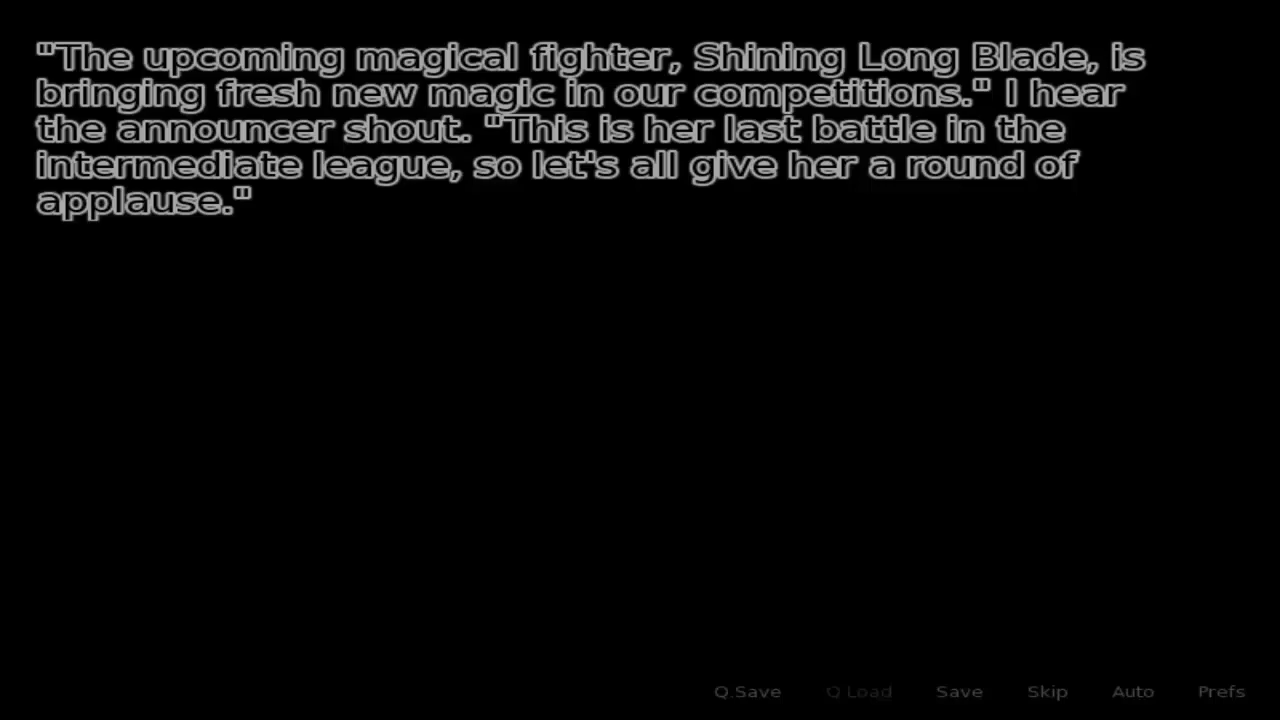 "The upcoming magical fighter, Shining Long Blade, is
bringing fresh new magic in our competitions." I hear
the announcer shout. "This is her last battle in the
intermediate league, so let's all give her a round of
applause."
Q.Save Q.Load Save Skip Auto Prefs